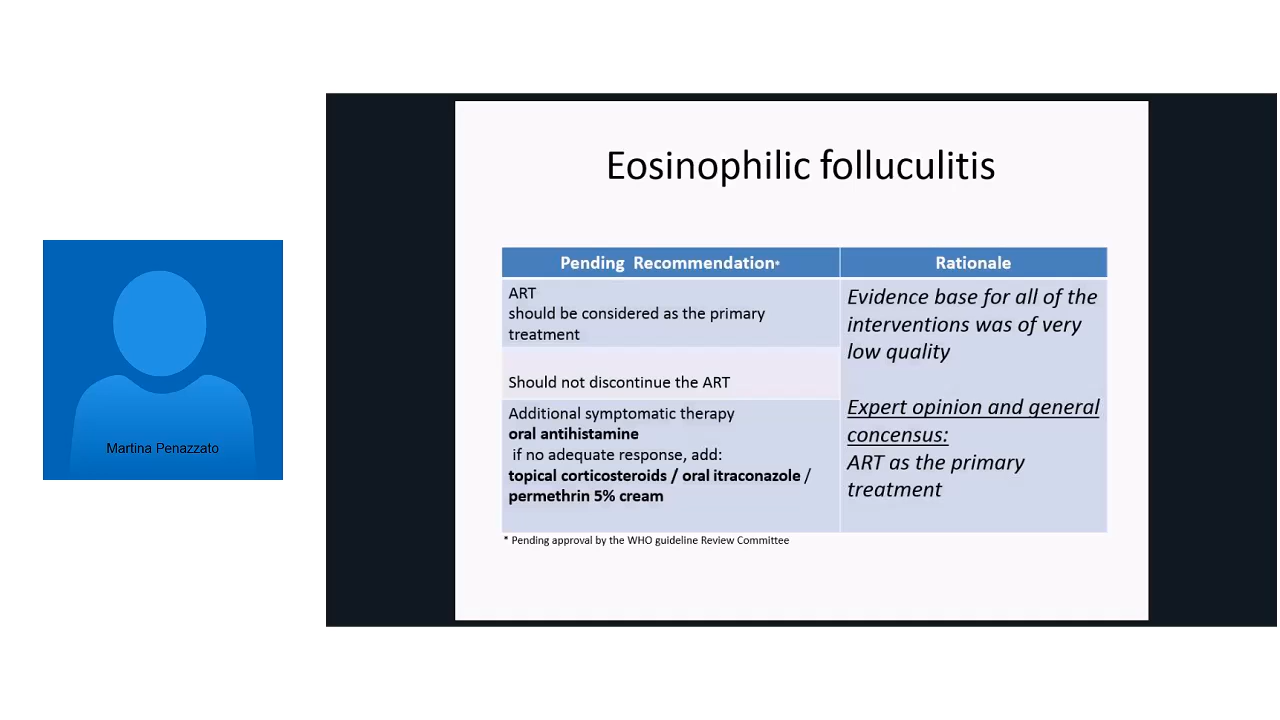 Martina Penazzato
Eosinophilic folluculitis
Pending Recommendation*
Rationale
ART
should be considered as the primary
treatment
Should not discontinue the ART
Additional symptomatic therapy
oral antihistamine
if no adequate response, add:
topical corticosteroids / oral itraconazole /
permethrin 5% cream
Evidence base for all of the
interventions was of very
low quality
Expert opinion and general
concensus:
ART as the primary
treatment
* Pending approval by the WHO guideline Review Committee